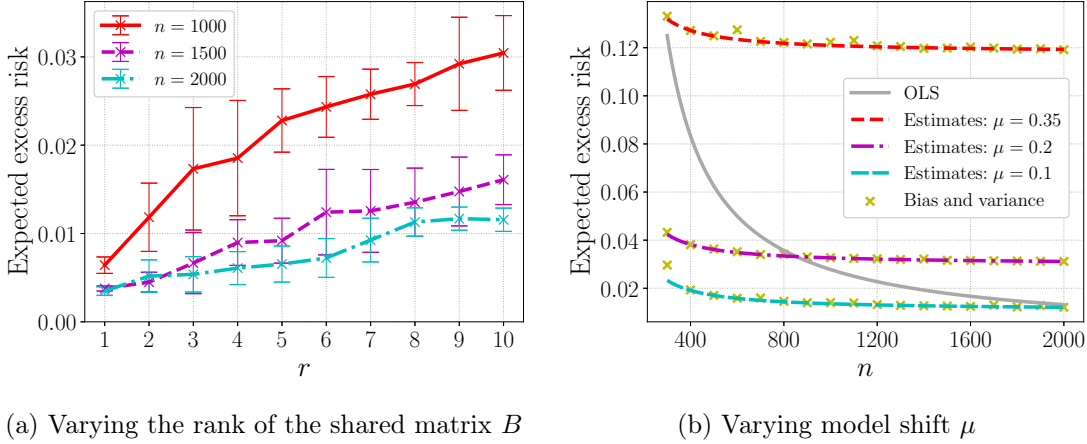 Expected excess risk
0.03
0.02
0.01
0.00
n = 1000
n = 1500
n = 2000
1 2 3 4 5 6 7 8 9 10
r
(a) Varying the rank of the shared matrix B
Expected excess risk
0.12
0.10
0.08
0.06
0.04
0.02
OLS
Estimates: μ = 0.35
Estimates: μ = 0.2
Estimates: μ = 0.1
Bias and variance
400 800 1200 1600 2000
n
(b) Varying model shift μ